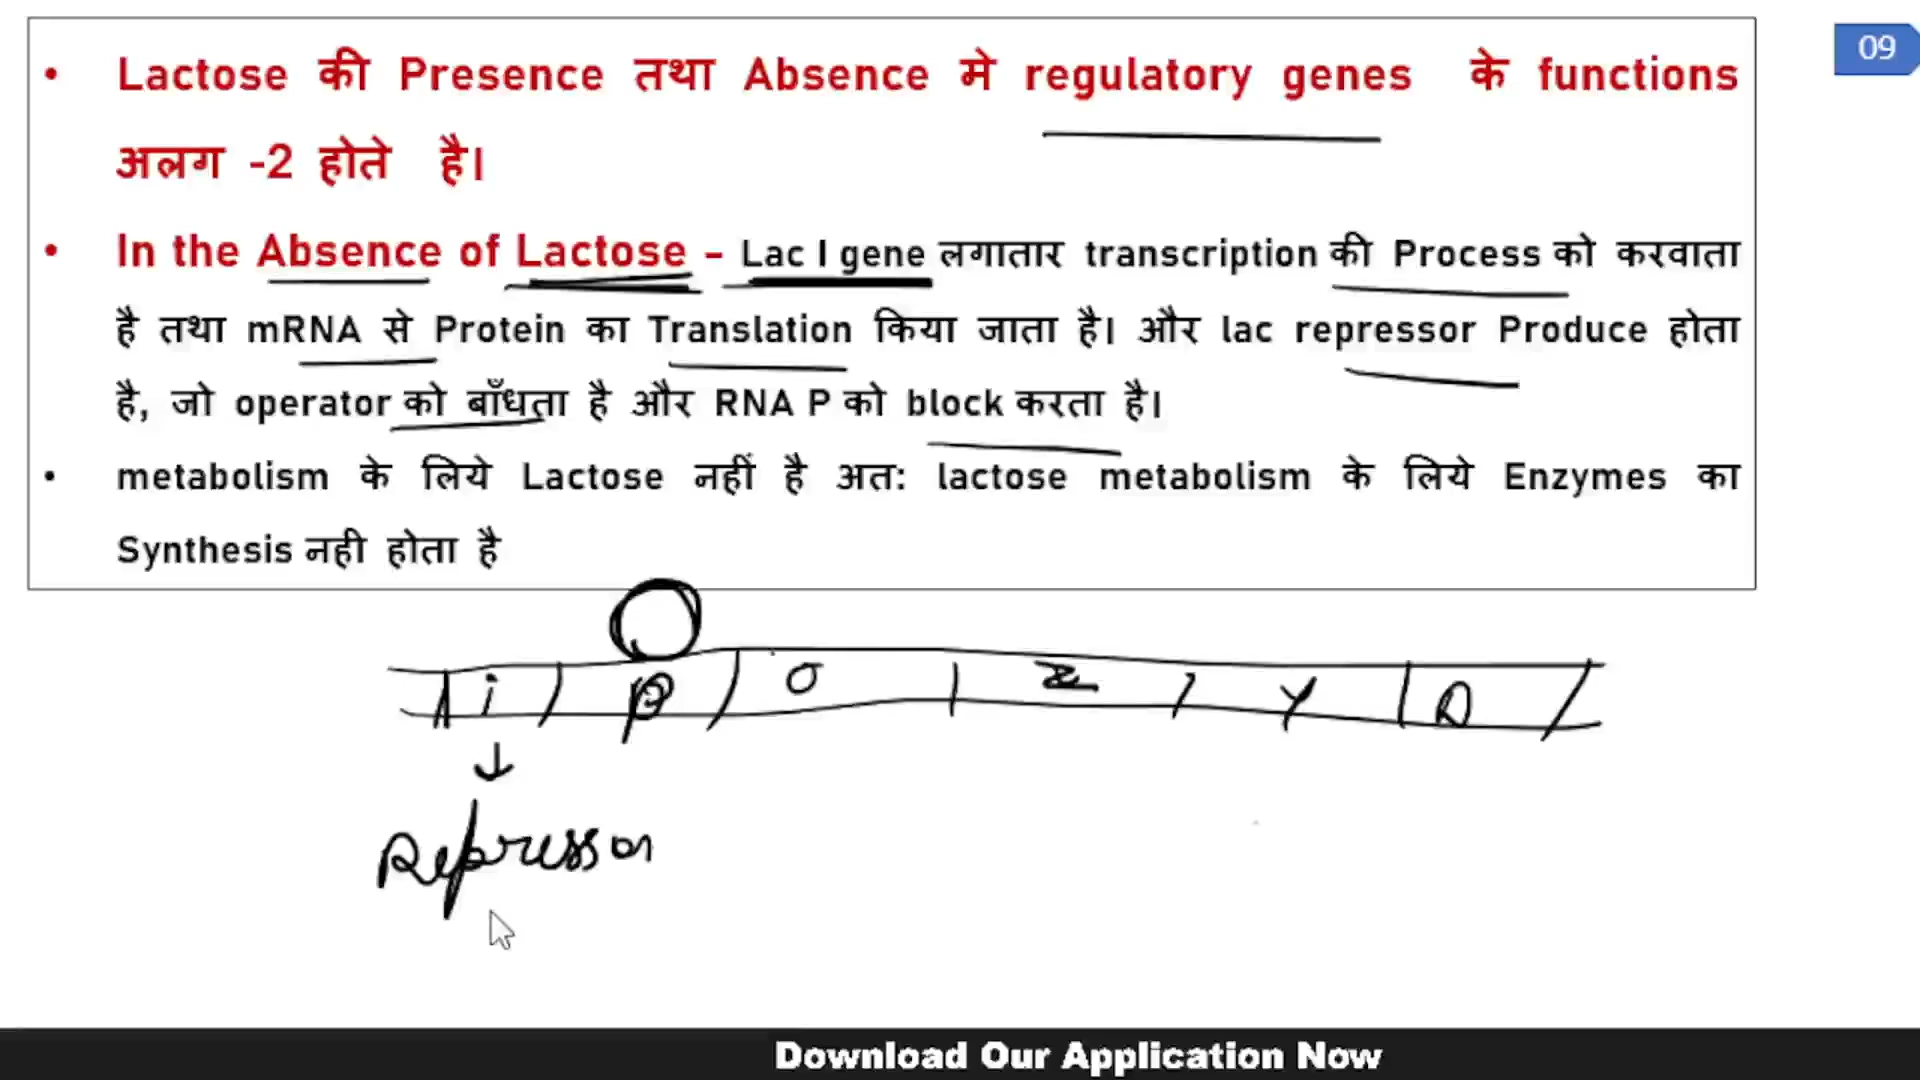 09
• Lactose की Presence तथा Absence मे regulatory genes के functions
अलग -2 होते है।
• In the Absence of Lactose – Lac I gene लगातार transcription की Process को करवाता
है तथा mRNA से Protein का Translation किया जाता है। और lac repressor Produce होता
है, जो operator को बाँधता है और RNA P को block करता है।
• metabolism के लिये Lactose नहीं है अत: lactose metabolism के लिये Enzymes का
Synthesis नही होता है
i p o z y a
↓
Repressor
Download Our Application Now